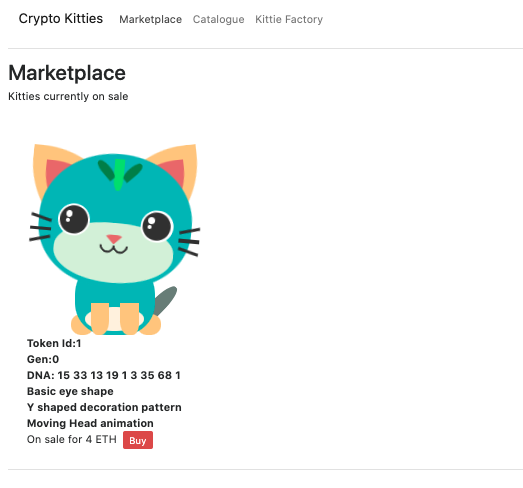 Crypto Kitties Marketplace Catalogue Kittie Factory
Marketplace
Kitties currently on sale
Token Id:1
Gen:0
DNA: 15 33 13 19 1 3 35 68 1
Basic eye shape
Y shaped decoration pattern
Moving Head animation
On sale for 4 ETH Buy